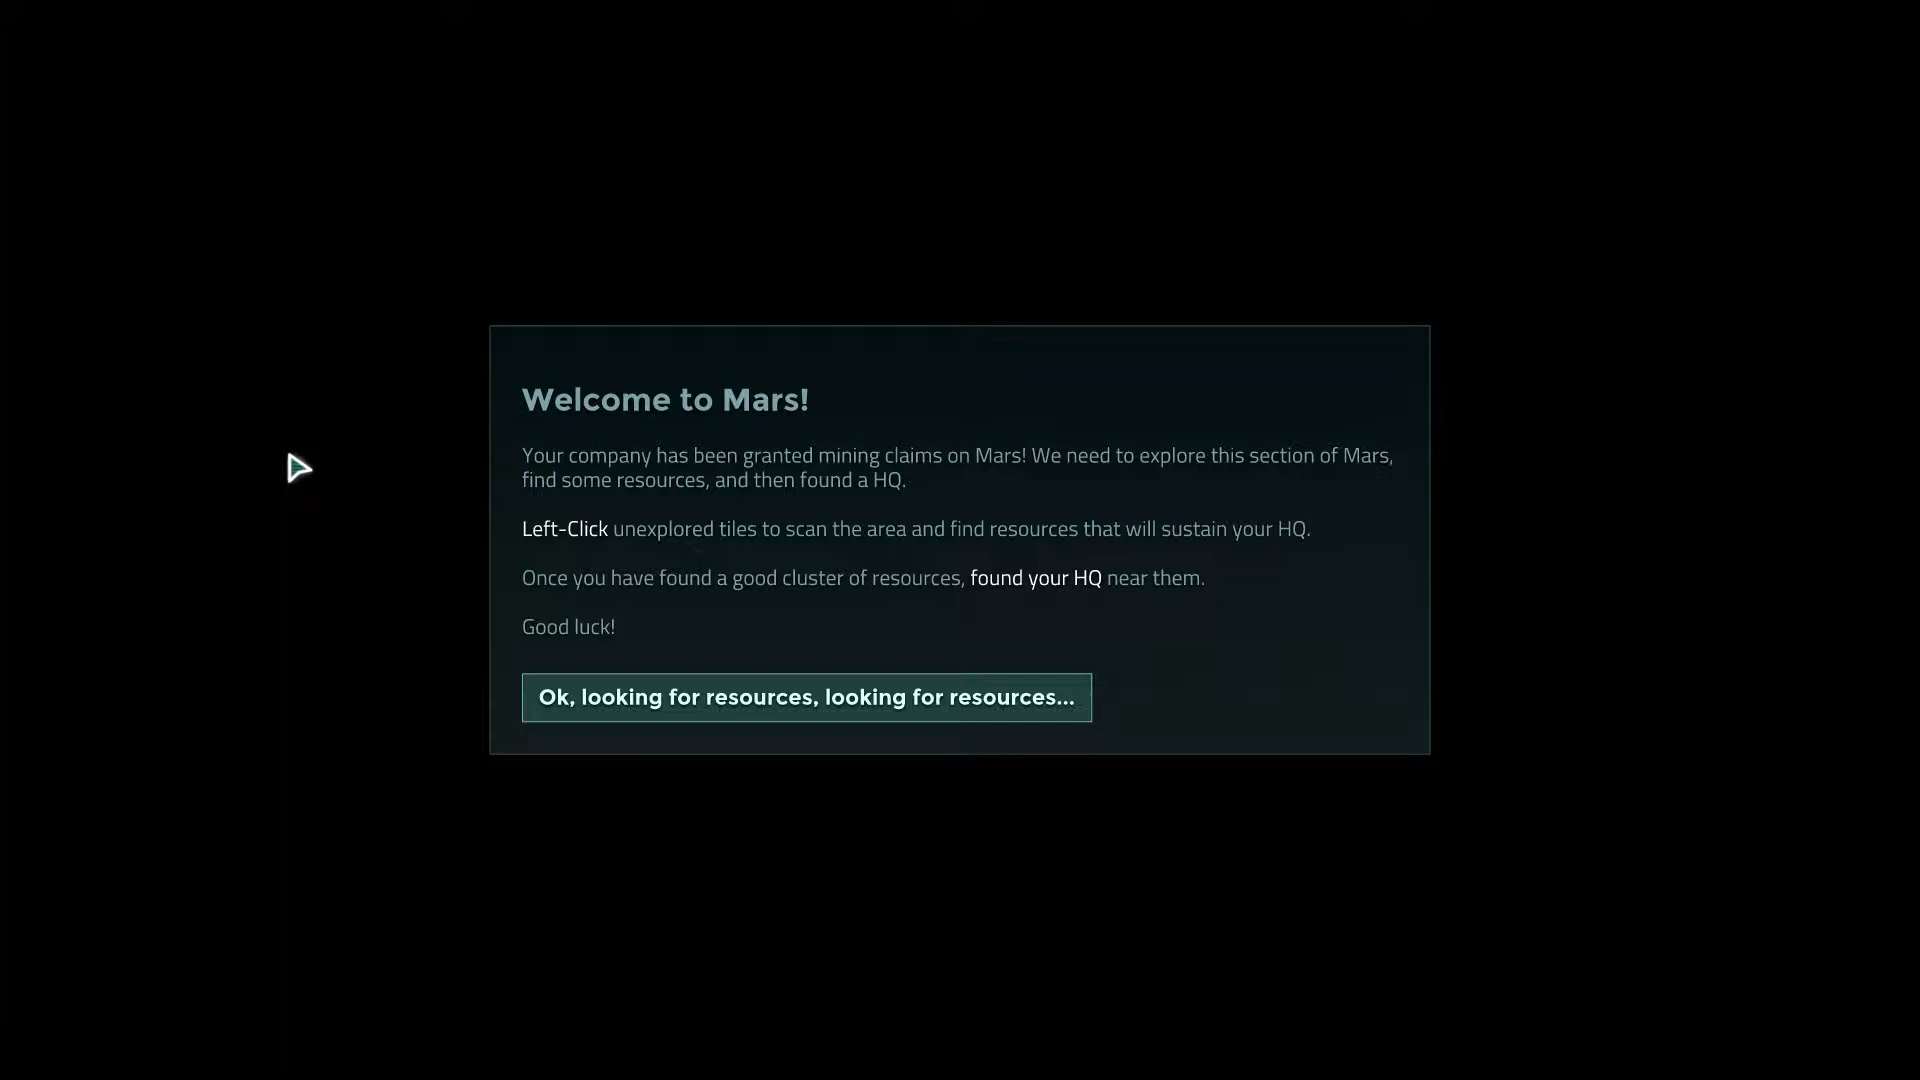 Welcome to Mars!
Your company has been granted mining claims on Mars! We need to explore this section of Mars,
find some resources, and then found a HQ.
Left-Click unexplored tiles to scan the area and find resources that will sustain your HQ.
Once you have found a good cluster of resources, found your HQ near them.
Good luck!
Ok, looking for resources, looking for resources...